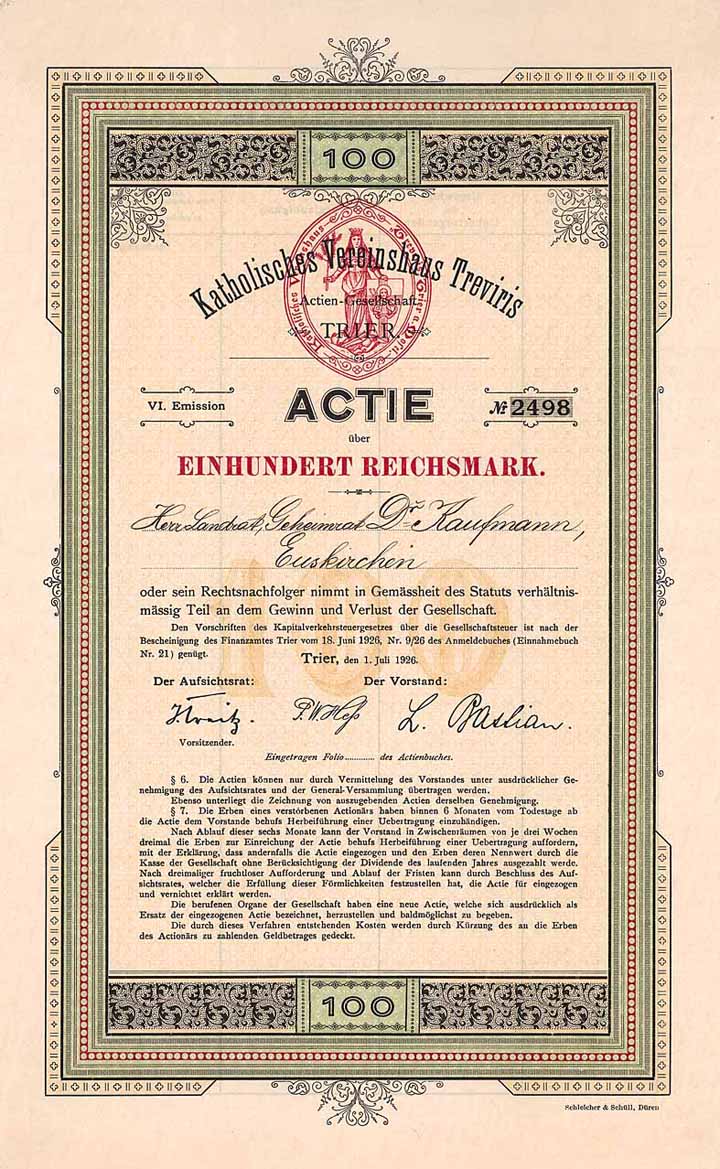 100
Katholisches Vereinshaus Treviris
Actien-Gesellschaft
TRIER.
VI. Emission
ACTIE
№ 2498
über
EINHUNDERT REICHSMARK.
Herr Landrat, Geheimrat Dr Kaufmann,
Euskirchen
100
oder sein Rechtsnachfolger nimmt in Gemässheit des Statuts verhältnis-
mässig Teil an dem Gewinn und Verlust der Gesellschaft.
Den Vorschriften des Kapitalverkehrsteuergesetzes über die Gesellschaftsteuer ist nach der
Bescheinigung des Finanzamtes Trier vom 18. Juni 1926, Nr. 9/26 des Anmeldebuches (Einnahmebuch
Nr. 21) genügt.
Trier, den 1. Juli 1926.
Der Aufsichtsrat: Der Vorstand:
P. W. Hess L. Bastian.
Vorsitzender.
Eingetragen Folio............ des Actienbuches.
§ 6. Die Actien können nur durch Vermittelung des Vorstandes unter ausdrücklicher Ge-
nehmigung des Aufsichtsrates und der General-Versammlung übertragen werden.
Ebenso unterliegt die Zeichnung von auszugebenden Actien derselben Genehmigung.
§ 7. Die Erben eines verstorbenen Actionärs haben binnen 6 Monaten vom Todestage ab
die Actie dem Vorstande behufs Herbeiführung einer Uebertragung einzuhändigen.
Nach Ablauf dieser sechs Monate kann der Vorstand in Zwischenräumen von je drei Wochen
dreimal die Erben zur Einreichung der Actie behufs Herbeiführung einer Uebertragung auffordern,
mit der Erklärung, dass andernfalls die Actie eingezogen und den Erben deren Nennwert durch die
Kasse der Gesellschaft ohne Berücksichtigung der Dividende des laufenden Jahres ausgezahlt werde.
Nach dreimaliger fruchtloser Aufforderung und Ablauf der Fristen kann durch Beschluss des Auf-
sichtsrates, welcher die Erfüllung dieser Förmlichkeiten festzustellen hat, die Actie für eingezogen
und vernichtet erklärt werden.
Die berufenen Organe der Gesellschaft haben eine neue Actie, welche sich ausdrücklich als
Ersatz der eingezogenen Actie bezeichnet, herzustellen und baldmöglichst zu begeben.
Die durch dieses Verfahren entstehenden Kosten werden durch Kürzung des an die Erben
des Actionärs zu zahlenden Geldbetrages gedeckt.
100
Schleicher & Schüll, Düren